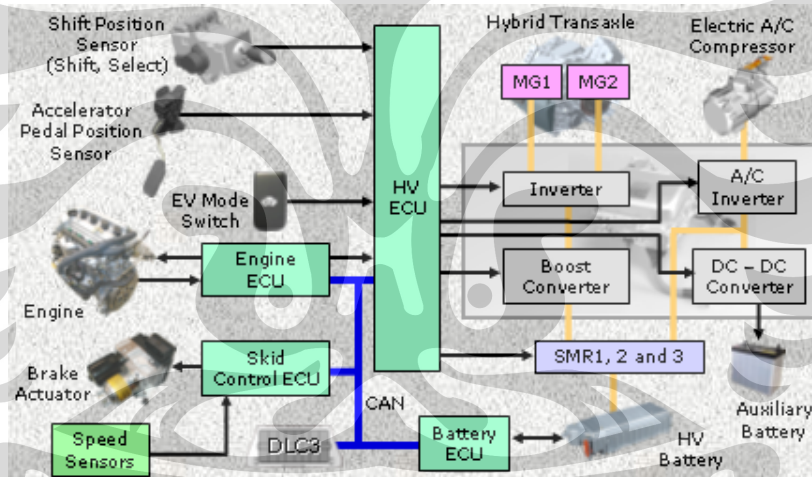 Shift Position
Sensor
(Shift, Select)
Hybrid Transaxle
Electric A/C
Compressor
MG1
MG2
Accelerator
Pedal Position
Sensor
HV
ECU
EV Mode
Switch
Inverter
A/C
Inverter
Engine
ECU
Boost
Converter
DC – DC
Converter
Engine
Skid
Control ECU
SMR1, 2 and 3
Brake
Actuator
CAN
Auxiliary
Battery
Speed
Sensors
DLC3
Battery
ECU
HV
Battery